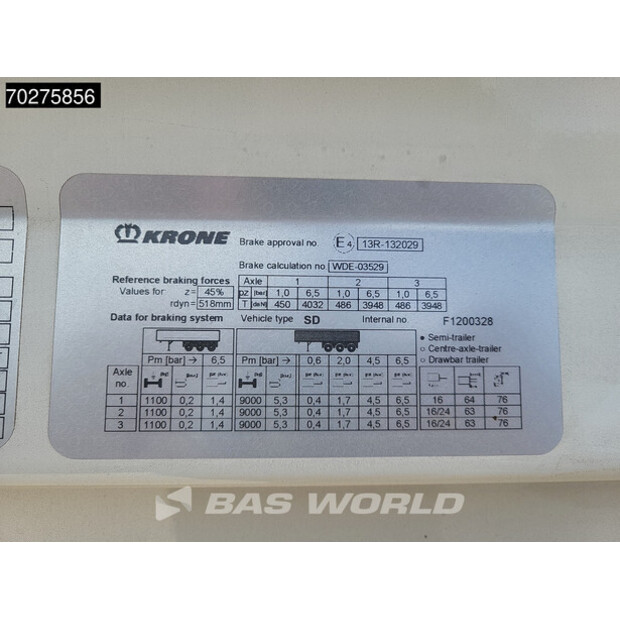 70275856
KRONE
Brake approval no. E4 13R-132029
Brake calculation no WDE-03529
Reference braking forces Axle 1 2 3
Values for z= 45% pz [bar] 1,0 6,5 1,0 6,5 1,0 6,5
rdyn= 518mm T [daN] 450 4032 486 3948 486 3948
Data for braking system Vehicle type SD Internal no F1200328
Semi-trailer
Centre-axle-trailer
Drawbar trailer
Pm [bar] → 6,5 Pm [bar] → 0,6 2,0 4,5 6,5
Axle no.
1 1100 0,2 1,4 9000 5,3 0,4 1,7 4,5 6,5 16 64 76
2 1100 0,2 1,4 9000 5,3 0,4 1,7 4,5 6,5 16/24 63 76
3 1100 0,2 1,4 9000 5,3 0,4 1,7 4,5 6,5 16/24 63 76
BAS WORLD